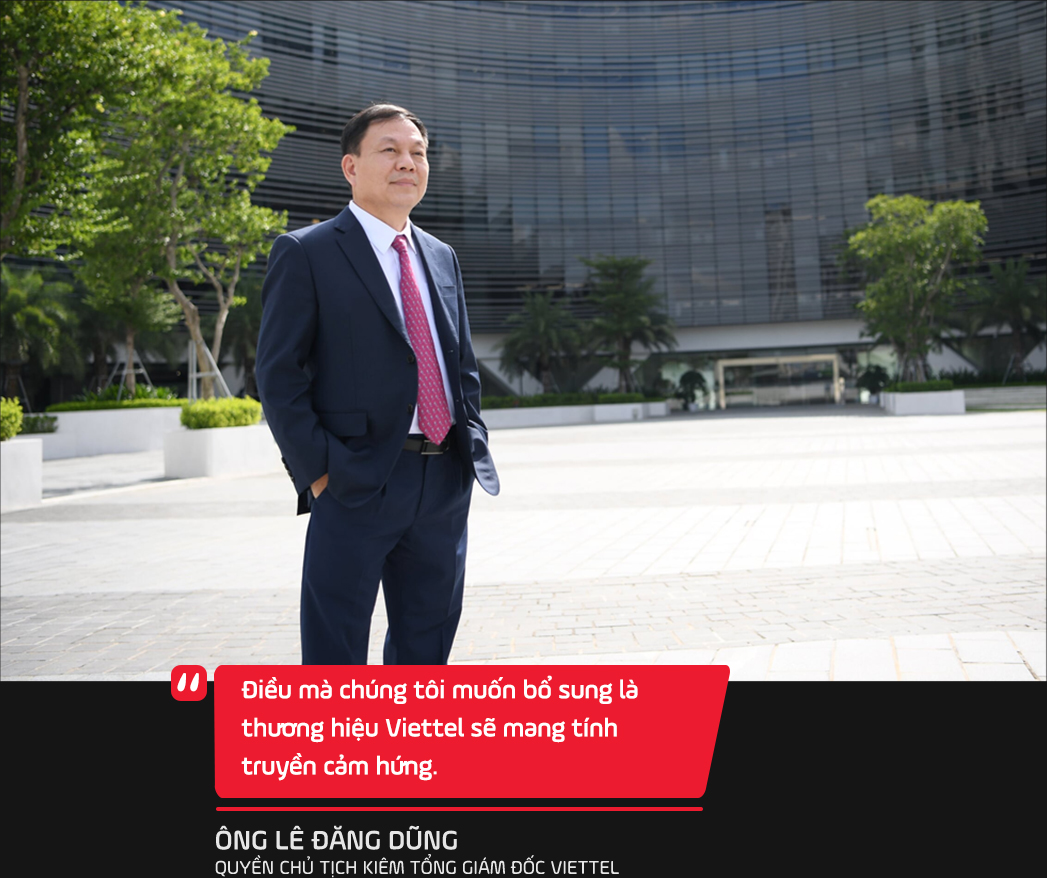 Điều mà chúng tôi muốn bổ sung là
thương hiệu Viettel sẽ mang tính
truyền cảm hứng.
ÔNG LÊ ĐĂNG DŨNG
QUYỀN CHỦ TỊCH KIÊM TỔNG GIÁM ĐỐC VIETTEL